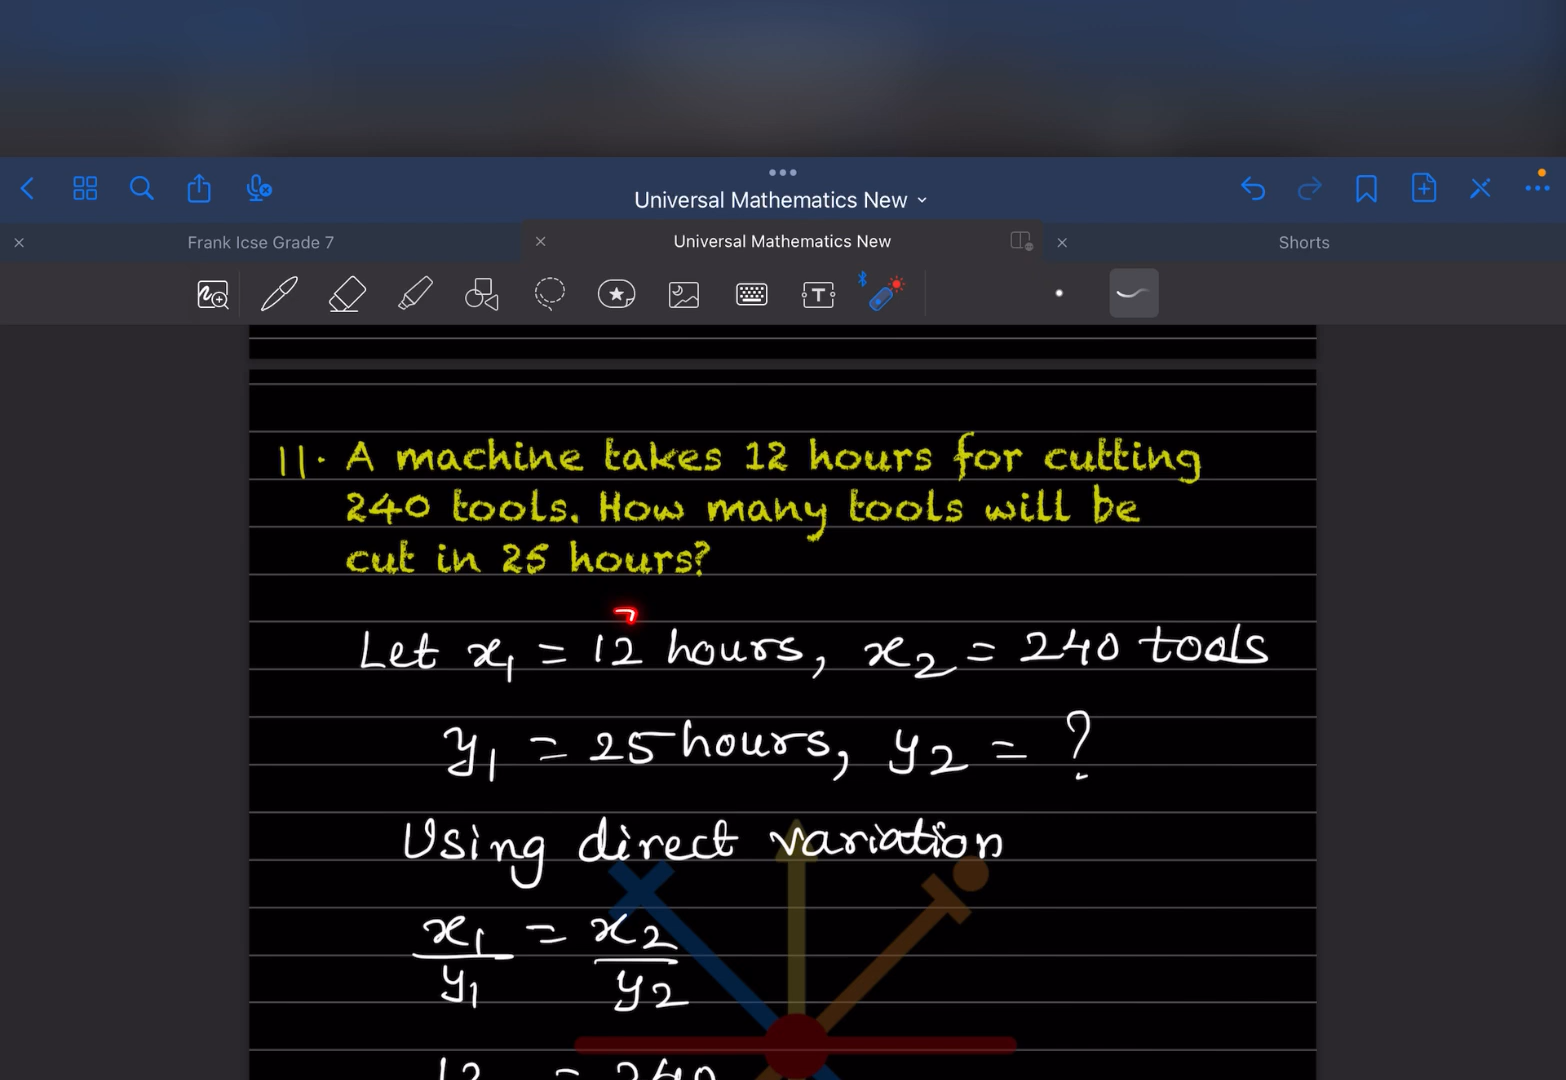 Universal Mathematics New
Frank Icse Grade 7
Universal Mathematics New
Shorts
11. A machine takes 12 hours for cutting
240 tools. How many tools will be
cut in 25 hours?
Let x₁ = 12 hours, x₂ = 240 tools
y₁ = 25 hours, y₂ = ?
Using direct variation
x₁/y₁ = x₂/y₂
12 = 240